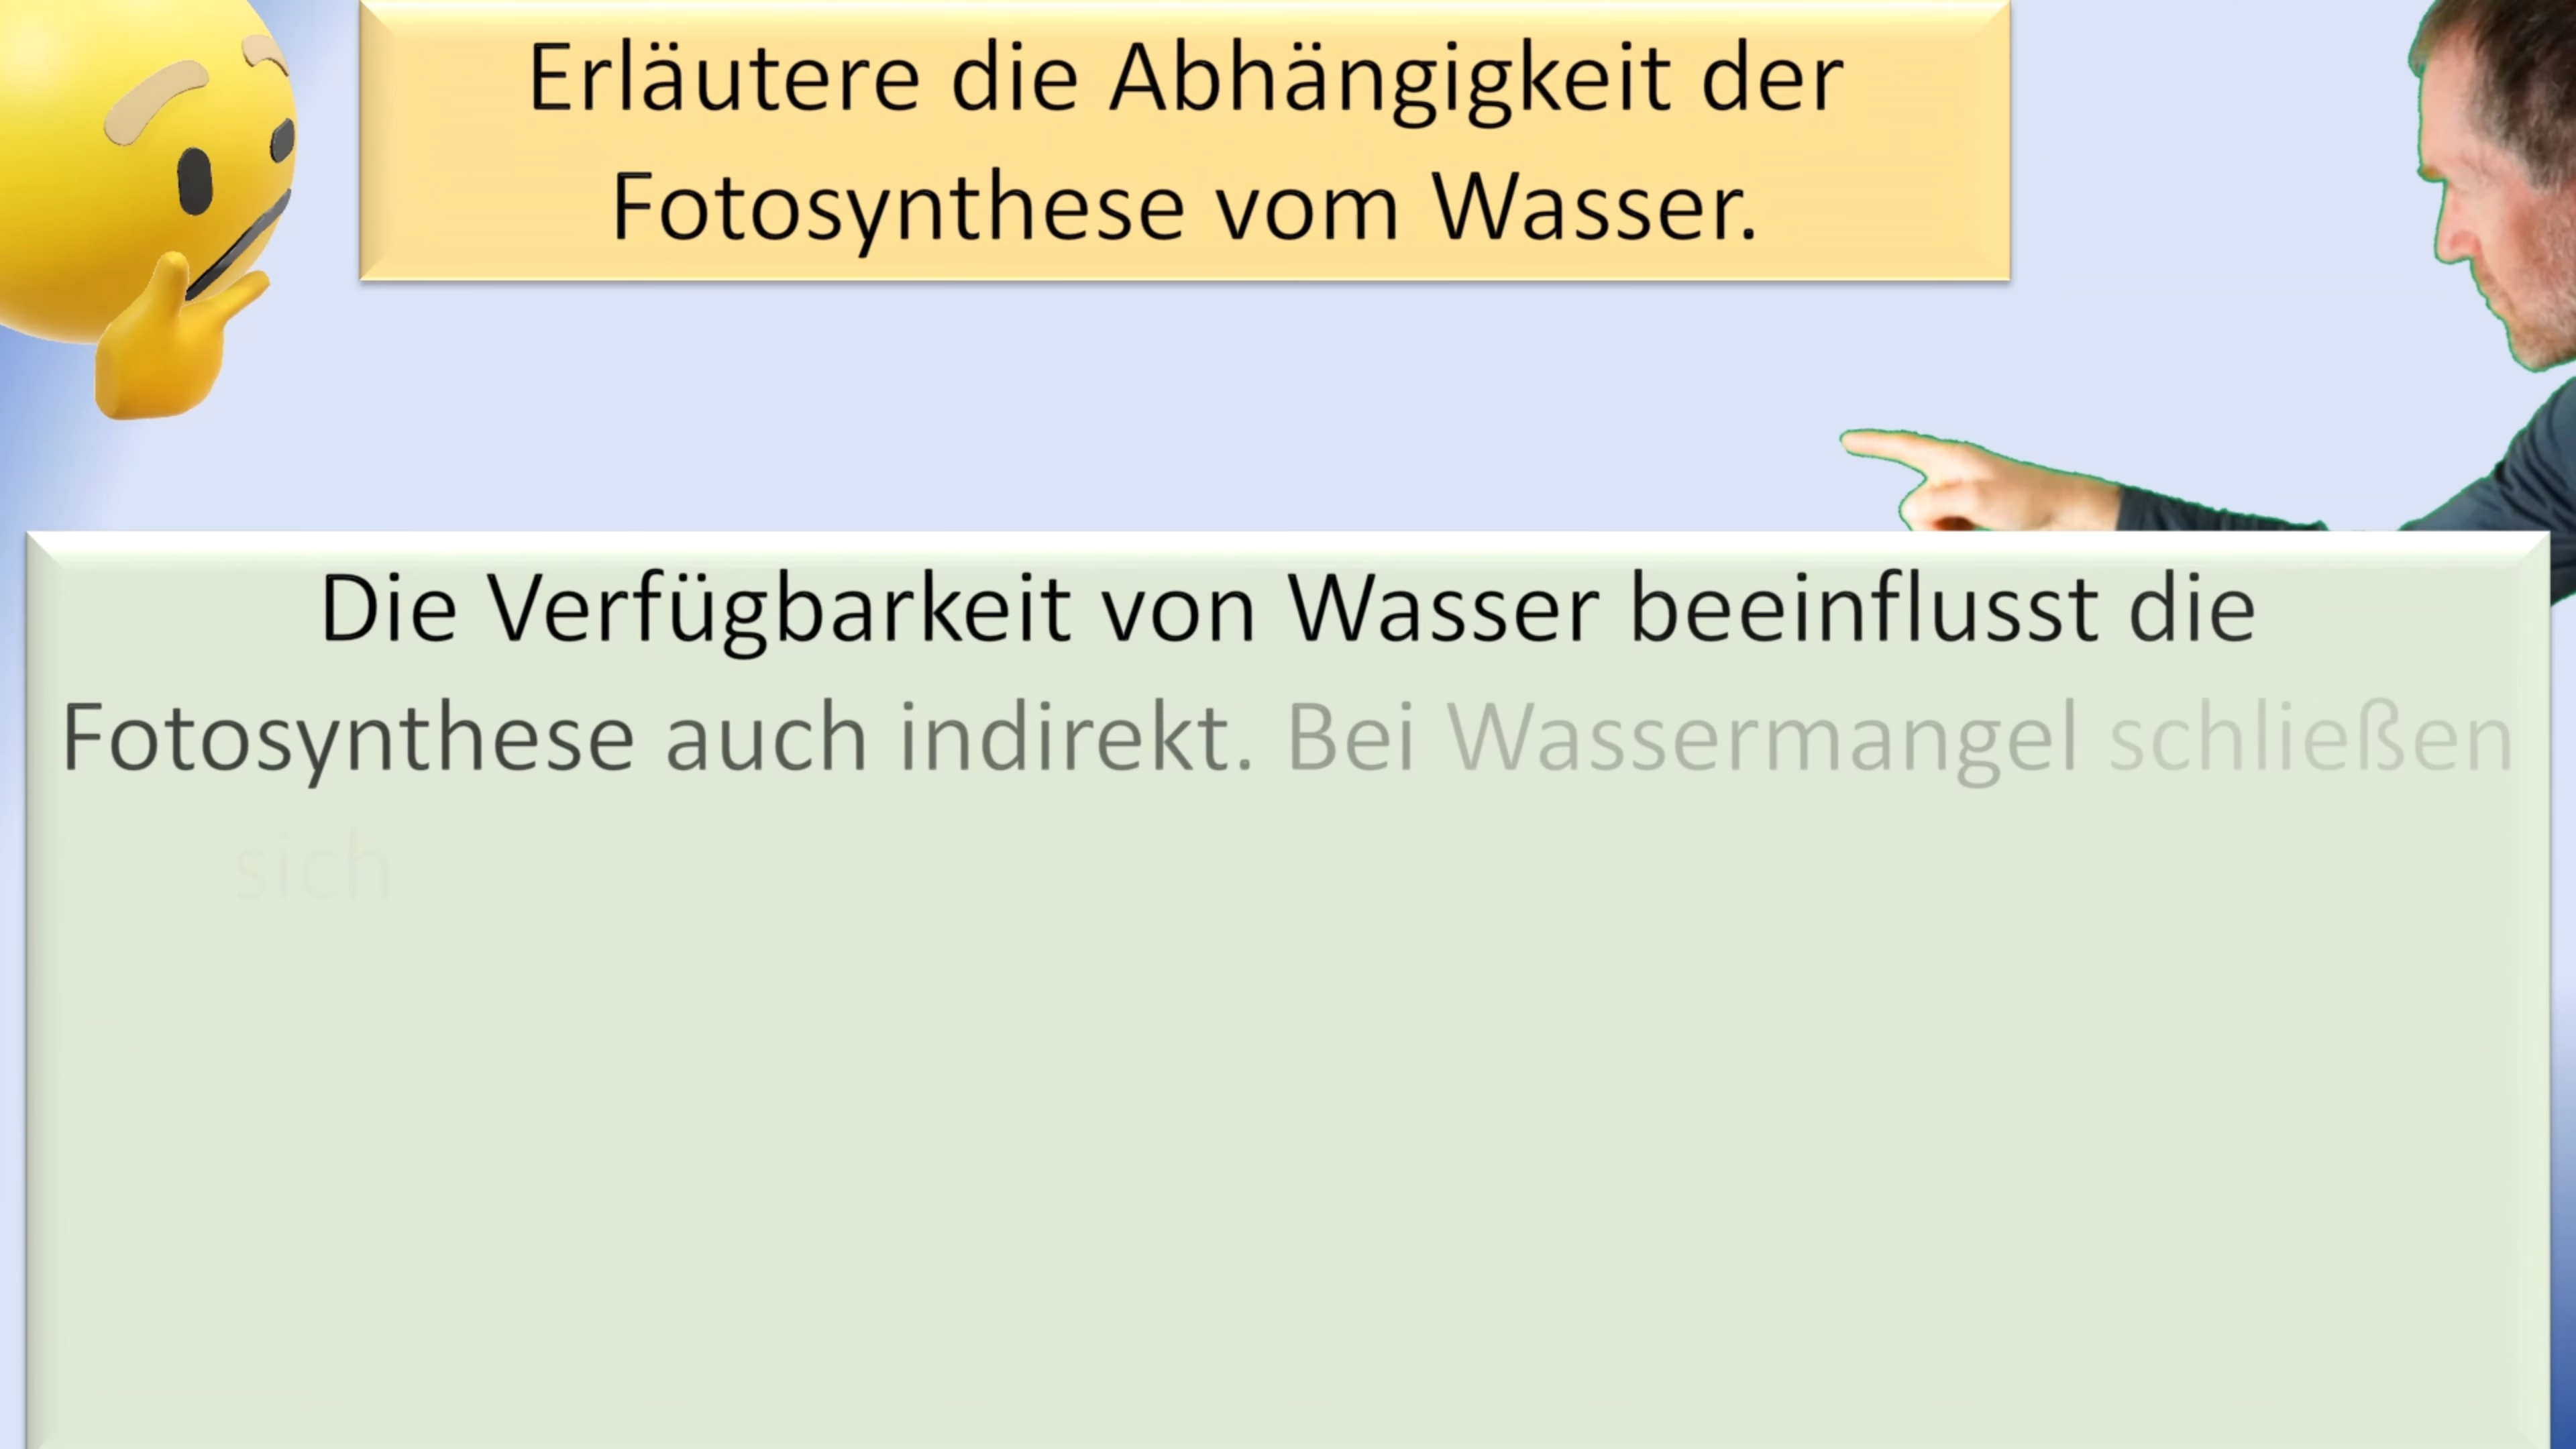 Erläutere die Abhängigkeit der
Fotosynthese vom Wasser.
Die Verfügbarkeit von Wasser beeinflusst die
Fotosynthese auch indirekt. Bei Wassermangel schließen
sich